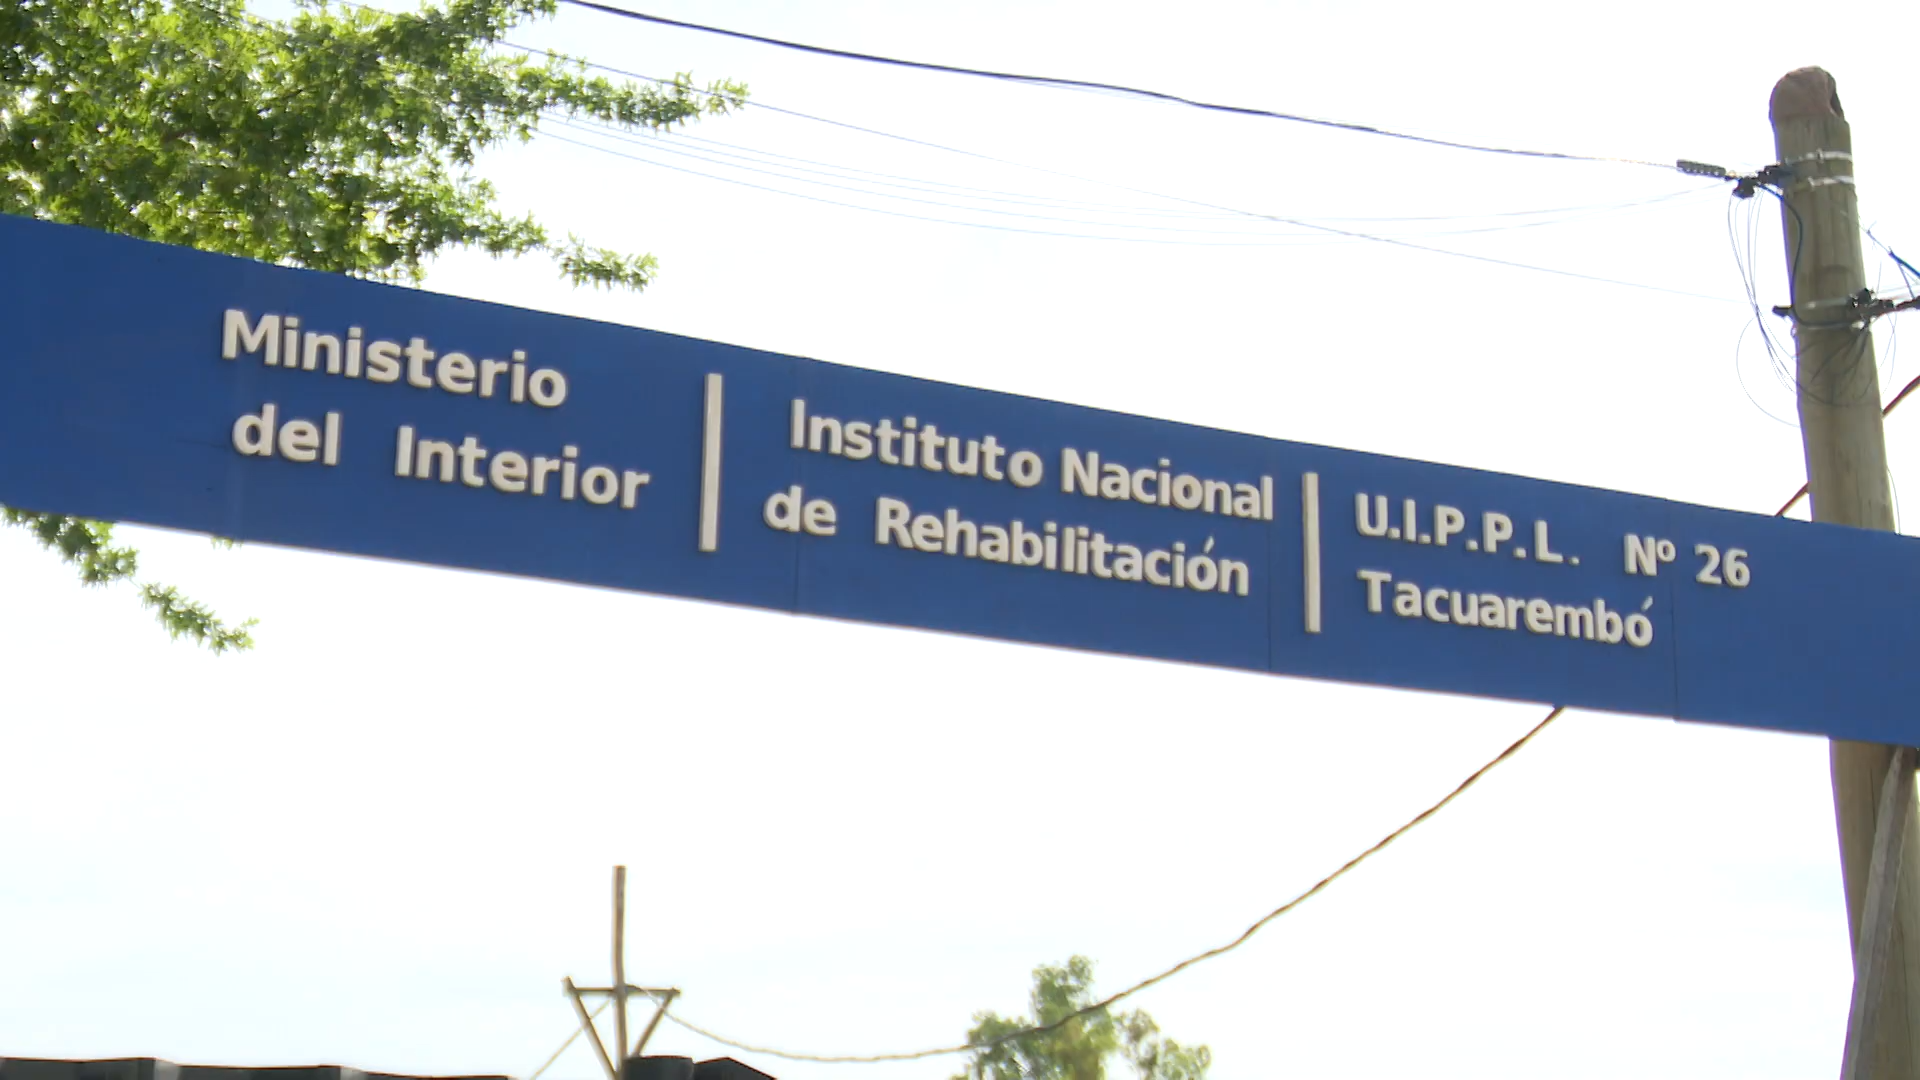 Ministerio
del Interior
Instituto Nacional
de Rehabilitación
U.I.P.P.L. Nº 26
Tacuarembó